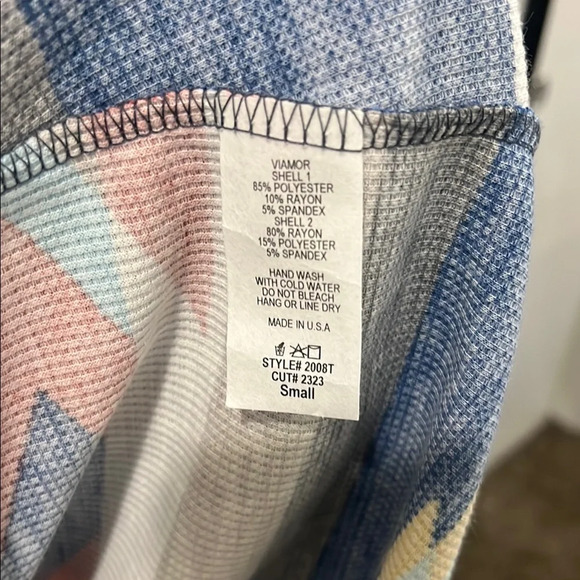 VIAMOR
SHELL 1
85% POLYESTER
10% RAYON
5% SPANDEX
SHELL 2
80% RAYON
15% POLYESTER
5% SPANDEX
HAND WASH
WITH COLD WATER
DO NOT BLEACH
HANG OR LINE DRY
MADE IN U.S.A
STYLE# 2008T
CUT# 2323
Small